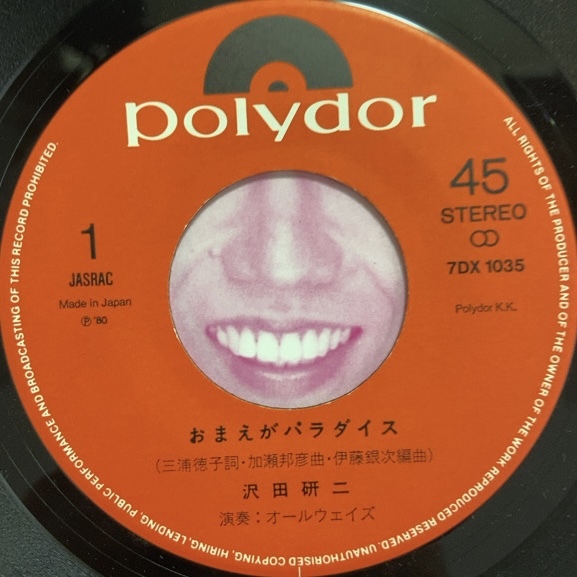 polydor
45
STEREO
7DX 1035
Polydor K.K.
1
JASRAC
Made in Japan
Ⓟ '80
おまえがパラダイス
(三浦徳子詞・加瀬邦彦曲・伊藤銀次編曲)
沢田研二
演奏：オールウェイズ
ALL RIGHTS OF THE PRODUCER AND OF THE OWNER OF THE WORK REPRODUCED RESERVED. UNAUTHORISED COPYING, HIRING, LENDING, PUBLIC PERFORMANCE AND BROADCASTING OF THIS RECORD PROHIBITED.